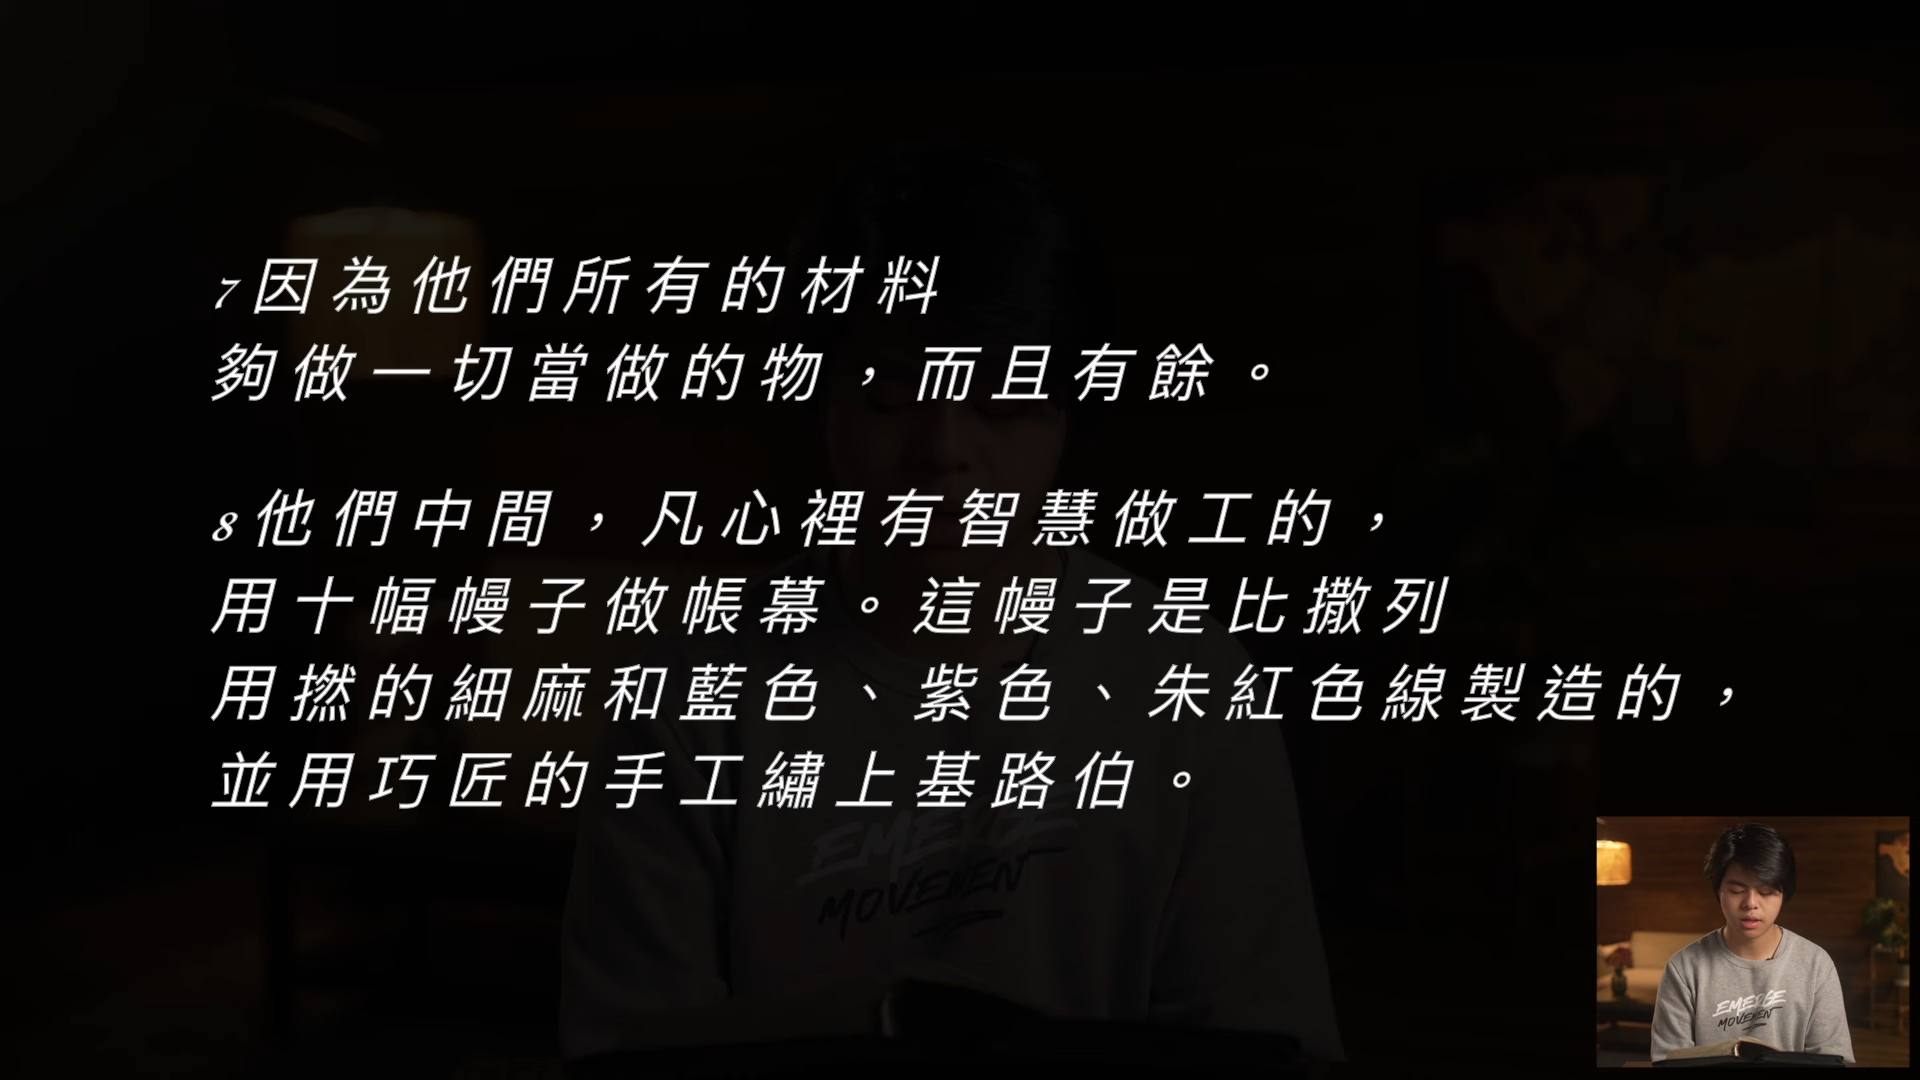 7因為他們所有的材料
夠做一切當做的物，而且有餘。
8他們中間，凡心裡有智慧做工的，
用十幅幔子做帳幕。這幔子是比撒列
用撚的細麻和藍色、紫色、朱紅色線製造的，
並用巧匠的手工繡上基路伯。
EMERGE
MOVEMENT
EMERGE
MOVEMENT